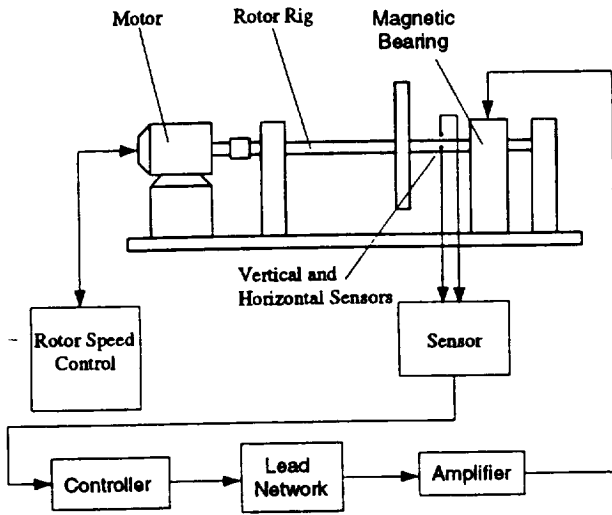 Motor
Rotor Rig
Magnetic
Bearing
Vertical and
Horizontal Sensors
Rotor Speed
Control
Sensor
Controller
Lead
Network
Amplifier